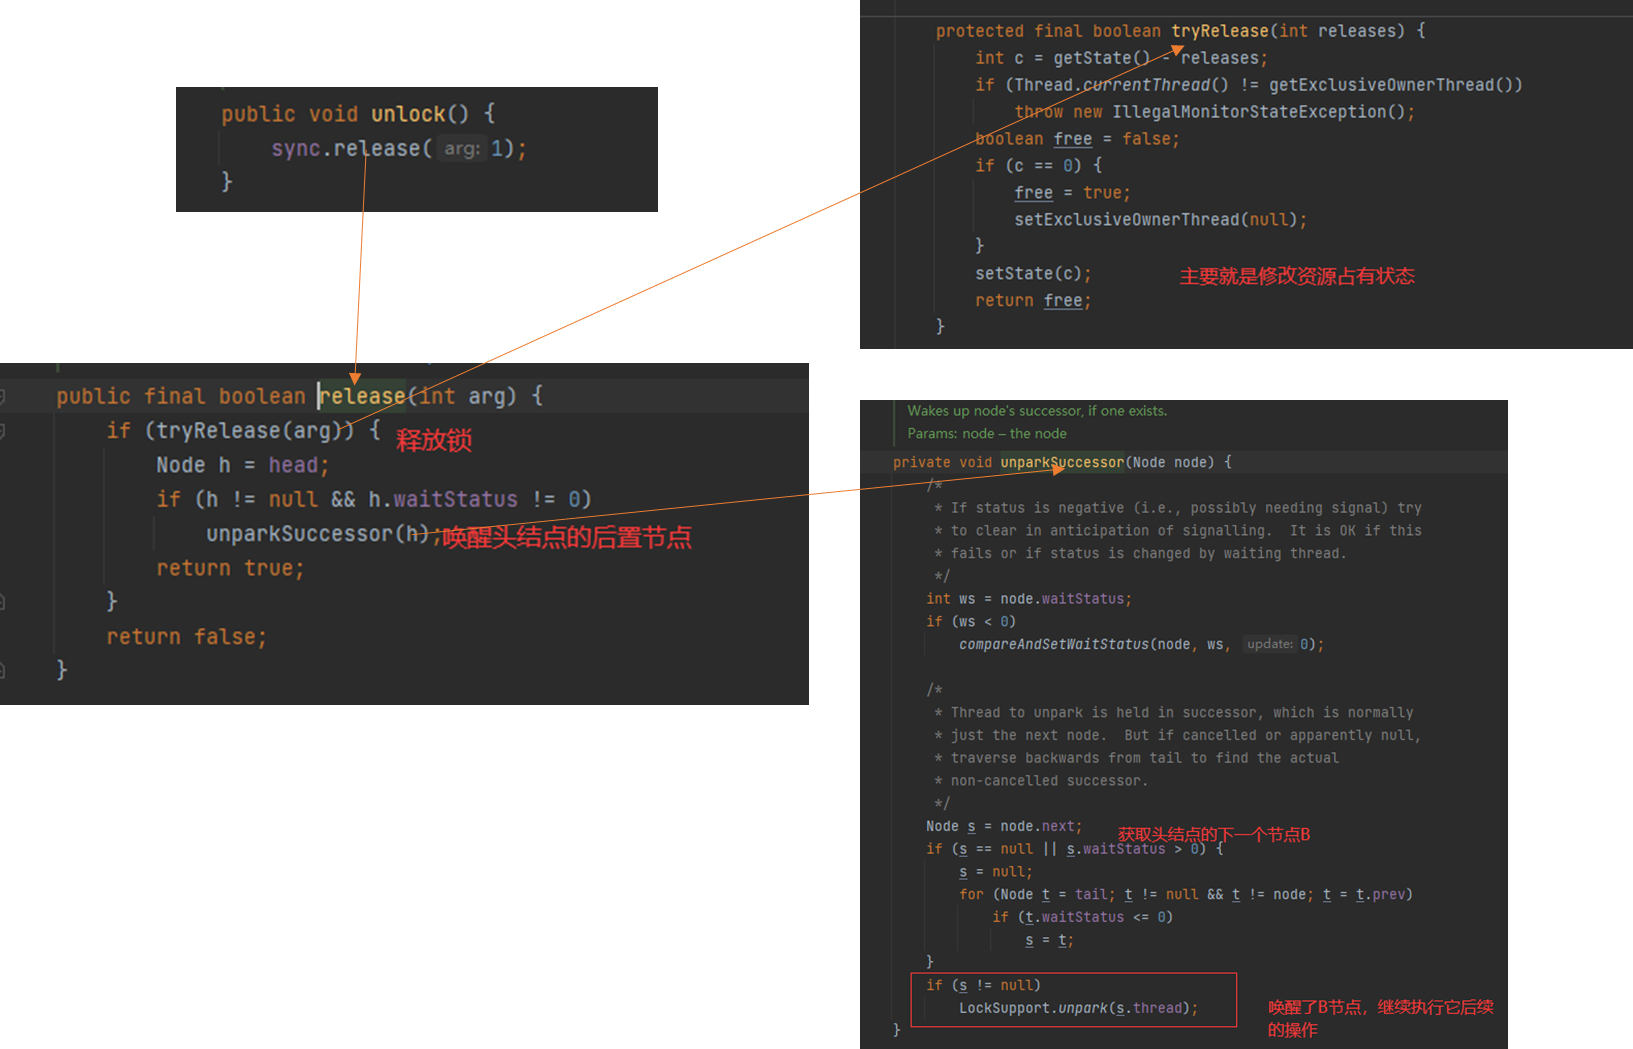 public void unlock() {
sync.release( arg: 1);
}
public final boolean release(int arg) {
if (tryRelease(arg)) {
释放锁
Node h = head;
if (h != null && h.waitStatus != 0)
unparkSuccessor(h);
唤醒头结点的后置节点
return true;
}
return false;
}
protected final boolean tryRelease(int releases) {
int c = getState() - releases;
if (Thread.currentThread() != getExclusiveOwnerThread())
throw new IllegalMonitorStateException();
boolean free = false;
if (c == 0) {
free = true;
setExclusiveOwnerThread(null);
}
setState(c);
主要就是修改资源占有状态
return free;
}
Wakes up node's successor, if one exists.
Params: node – the node
private void unparkSuccessor(Node node) {
/*
* If status is negative (i.e., possibly needing signal) try
* to clear in anticipation of signalling.  It is OK if this
* fails or if status is changed by waiting thread.
*/
int ws = node.waitStatus;
if (ws < 0)
compareAndSetWaitStatus(node, ws, update: 0);
/*
* Thread to unpark is held in successor, which is normally
* just the next node.  But if cancelled or apparently null,
* traverse backwards from tail to find the actual
* non-cancelled successor.
*/
Node s = node.next;
获取头结点的下一个节点B
if (s == null || s.waitStatus > 0) {
s = null;
for (Node t = tail; t != null && t != node; t = t.prev)
if (t.waitStatus <= 0)
s = t;
}
if (s != null)
LockSupport.unpark(s.thread);
唤醒了B节点，继续执行它后续
的操作
}